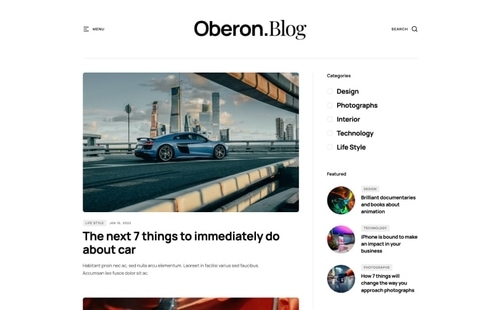 MENU
Oberon.Blog
SEARCH
Categories
Design
Photographs
Interior
Technology
Life Style
LIFE STYLE
JAN 16, 2023
The next 7 things to immediately do
about car
Habitant proin nec ac, sed nulla arcu elementum. Laoreet in facilisi varius sed faucibus.
Accumsan leo fusce dolor sit ac.
Featured
DESIGN
Brilliant documentaries
and books about
animation
TECHNOLOGY
iPhone is bound to make
an impact in your
business
PHOTOGRAPHS
How 7 things will
change the way you
approach photographs